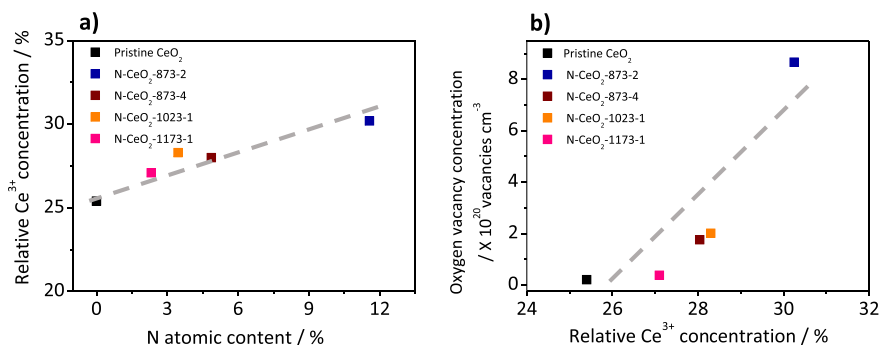 a)
Relative Ce³⁺ concentration / %
35
30
25
20
Pristine CeO₂
N-CeO₂-873-2
N-CeO₂-873-4
N-CeO₂-1023-1
N-CeO₂-1173-1
0 3 6 9 12
N atomic content / %
b)
Oxygen vacancy concentration
/ X 10²⁰ vacancies cm⁻³
8
6
4
2
0
Pristine CeO₂
N-CeO₂-873-2
N-CeO₂-873-4
N-CeO₂-1023-1
N-CeO₂-1173-1
24 26 28 30 32
Relative Ce³⁺ concentration / %